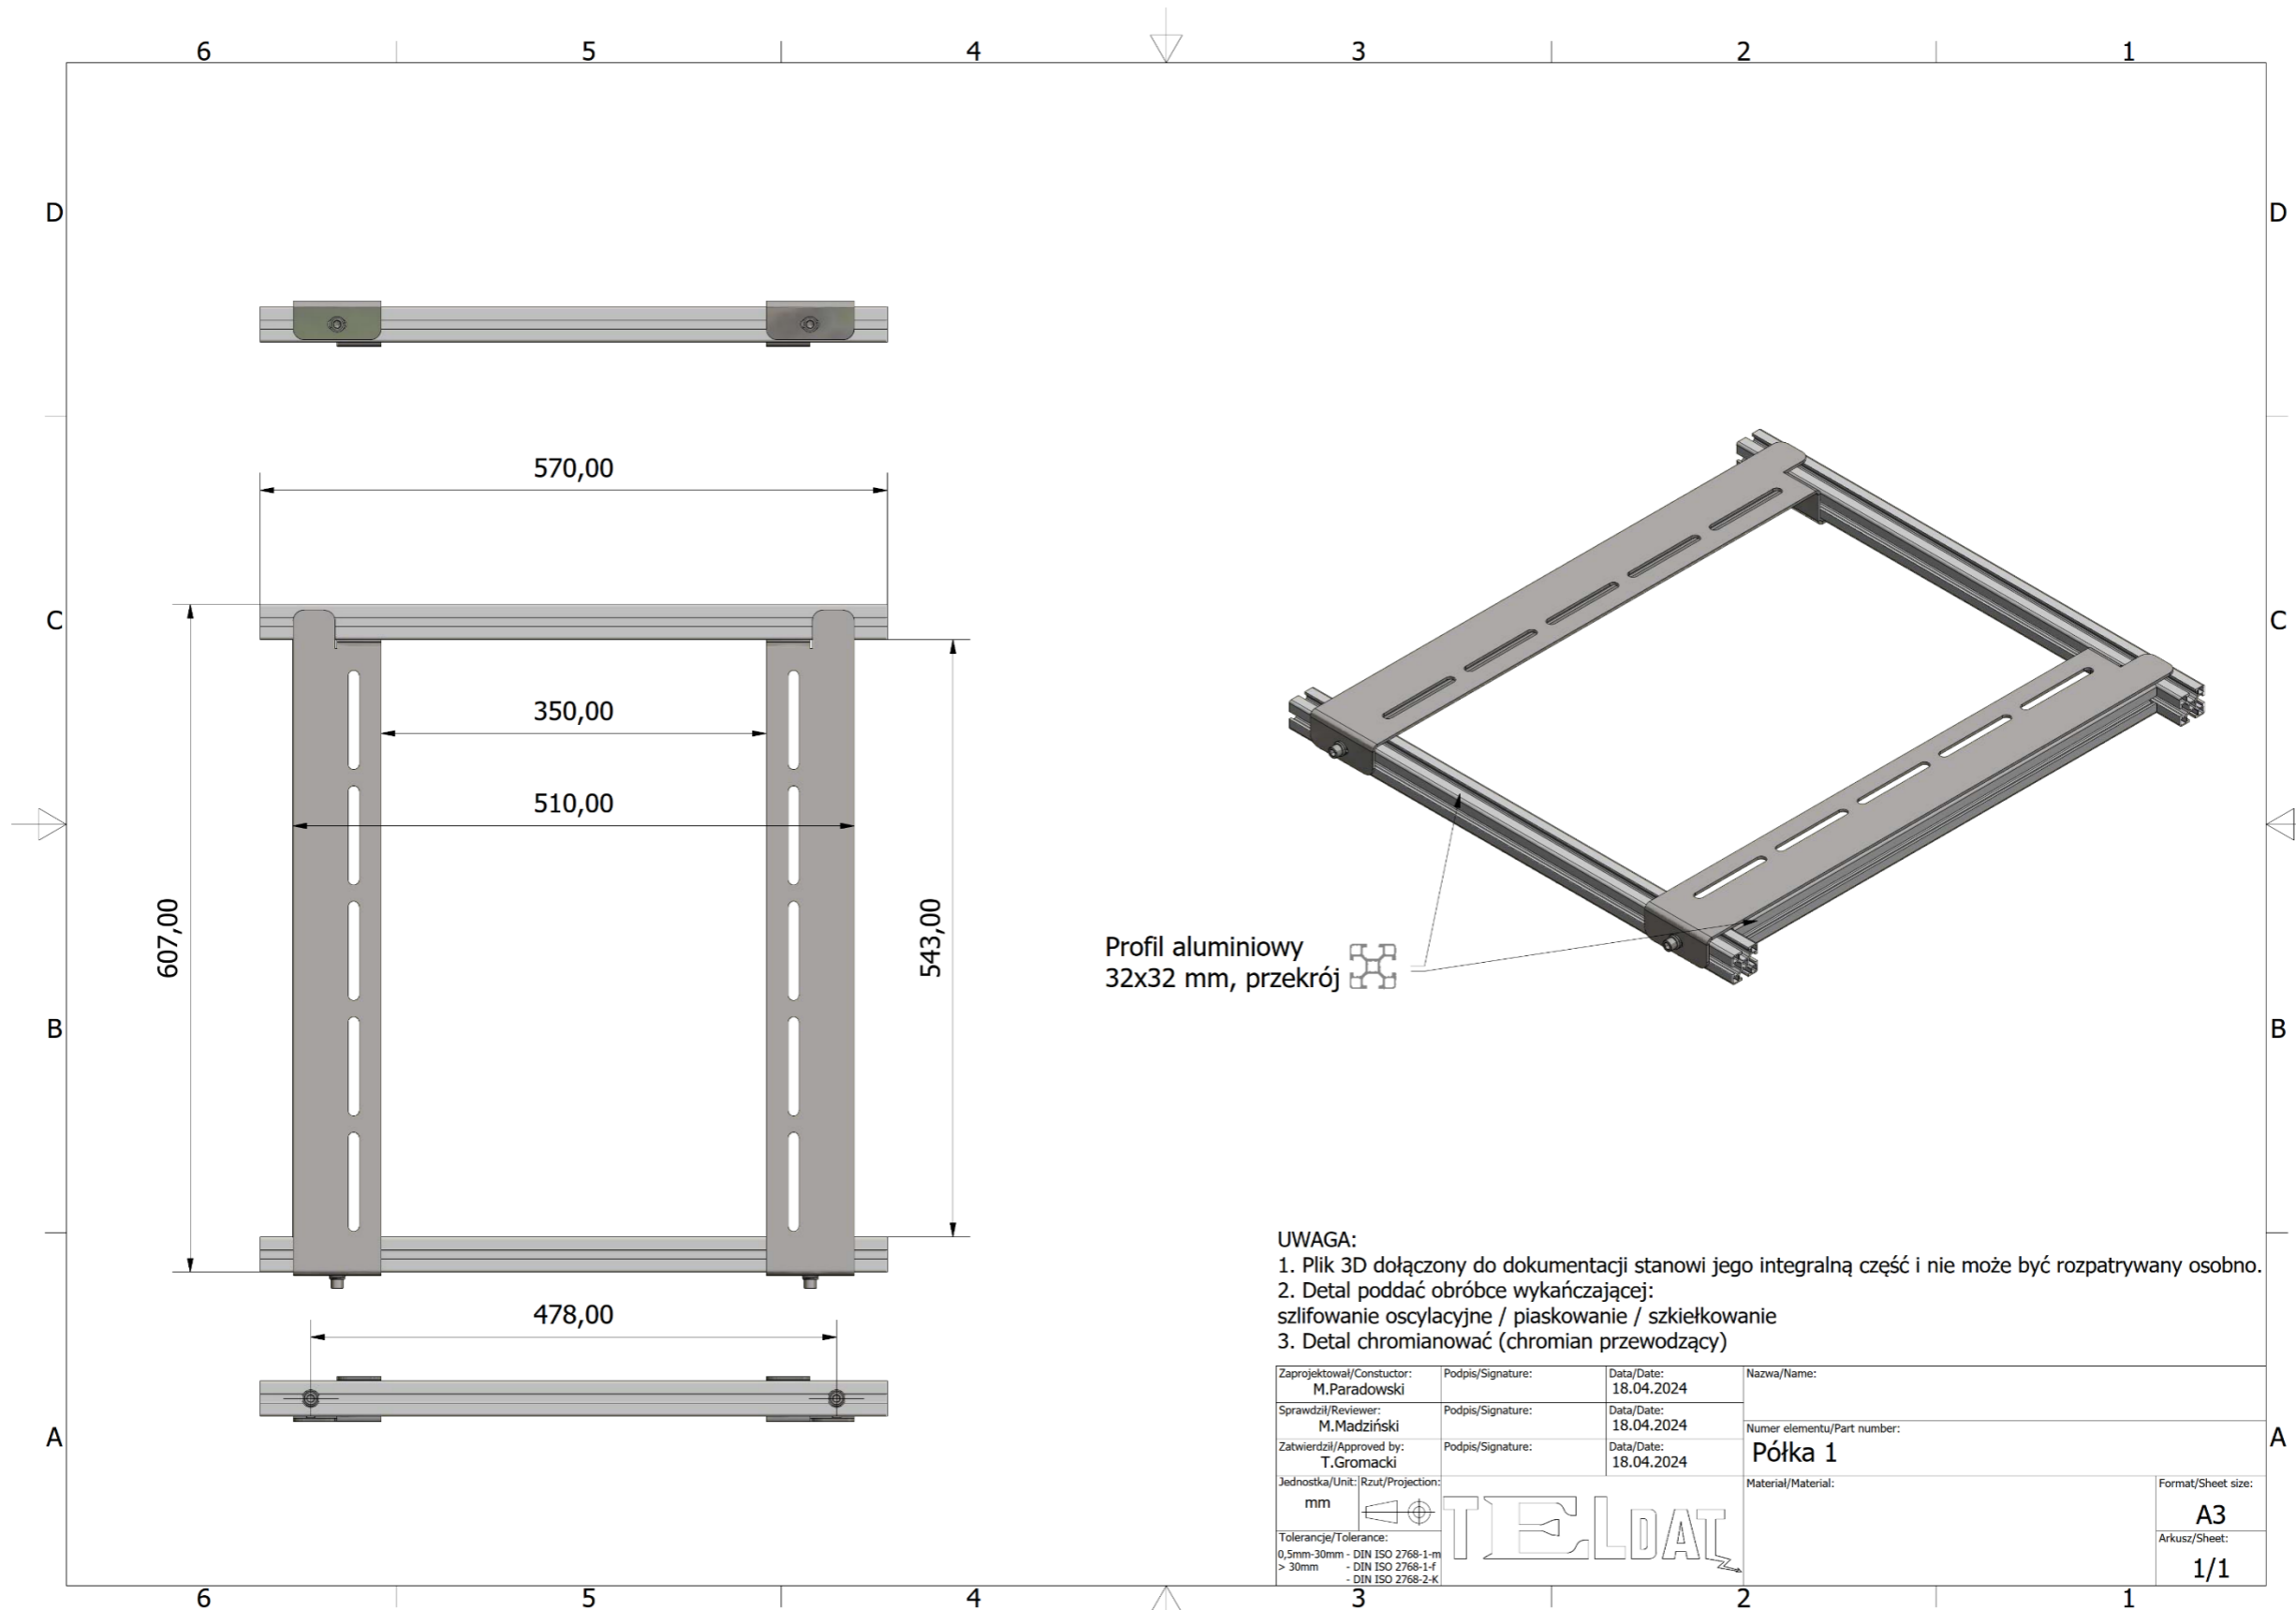 6 5 4 3 2 1
D D
570,00
C C
350,00
510,00
607,00
543,00
Profil aluminiowy
32x32 mm, przekrój
B B
478,00
UWAGA:
1. Plik 3D dołączony do dokumentacji stanowi jego integralną część i nie może być rozpatrywany osobno.
2. Detal poddać obróbce wykańczającej:
szlifowanie oscylacyjne / piaskowanie / szkiełkowanie
3. Detal chromianować (chromian przewodzący)
A A
Zaprojektował/Constuctor: Podpis/Signature: Data/Date: Nazwa/Name:
M.Paradowski 18.04.2024
Sprawdził/Reviewer: Podpis/Signature: Data/Date:
M.Madziński 18.04.2024
Numer elementu/Part number:
Półka 1
Zatwierdził/Approved by: Podpis/Signature: Data/Date:
T.Gromacki 18.04.2024
Jednostka/Unit: Rzut/Projection: Materiał/Material: Format/Sheet size:
mm A3
TELDAT
Tolerancje/Tolerance: Arkusz/Sheet:
0,5mm-30mm - DIN ISO 2768-1-m
> 30mm - DIN ISO 2768-1-f
- DIN ISO 2768-2-K
1/1
6 5 4 3 2 1